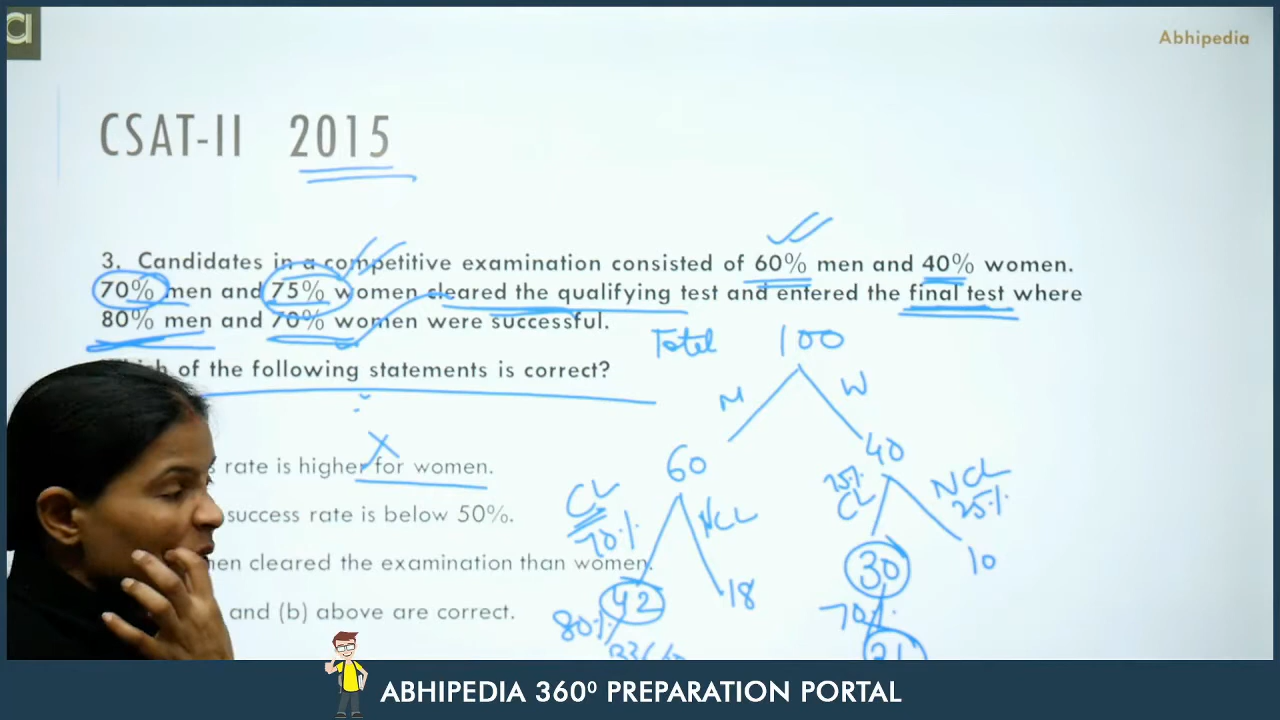 a
Abhipedia
CSAT-II 2015
3. Candidates in a competitive examination consisted of 60% men and 40% women.
70% men and 75% women cleared the qualifying test and entered the final test where
80% men and 70% women were successful.
of the following statements is correct?
Total 100
M W
60 40
rate is higher for women.
success rate is below 50%.
cleared the examination than women.
and (b) above are correct.
CL 70% NCL
CL NCL 25%
42 18
30 10
80% 70%
ABHIPEDIA 360⁰ PREPARATION PORTAL